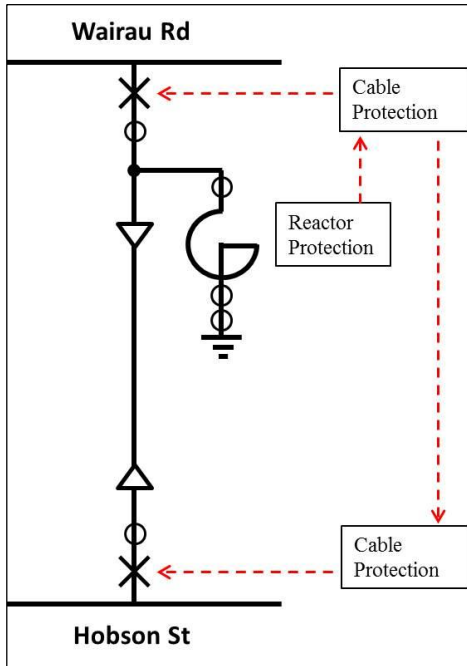 Wairau Rd
Cable
Protection
Reactor
Protection
Cable
Protection
Hobson St